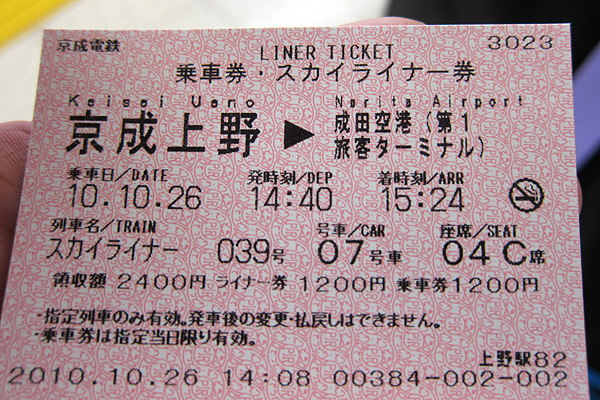 京成電鉄
LINER TICKET
3023
乗車券・スカイライナー券
Keisei Ueno
Narita Airport
京成上野 ▶ 成田空港(第1
旅客ターミナル)
乗車日/DATE 発時刻/DEP 着時刻/ARR
10.10.26 14:40 15:24
列車名/TRAIN 号車/CAR 座席/SEAT
スカイライナー 039号 07号車 04C席
領収額 2400円 ライナー券 1200円 乗車券1200円
・指定列車のみ有効。発車後の変更・払戻しはできません。
・乗車券は指定当日限り有効。
上野駅82
2010.10.26 14:08 00384-002-002